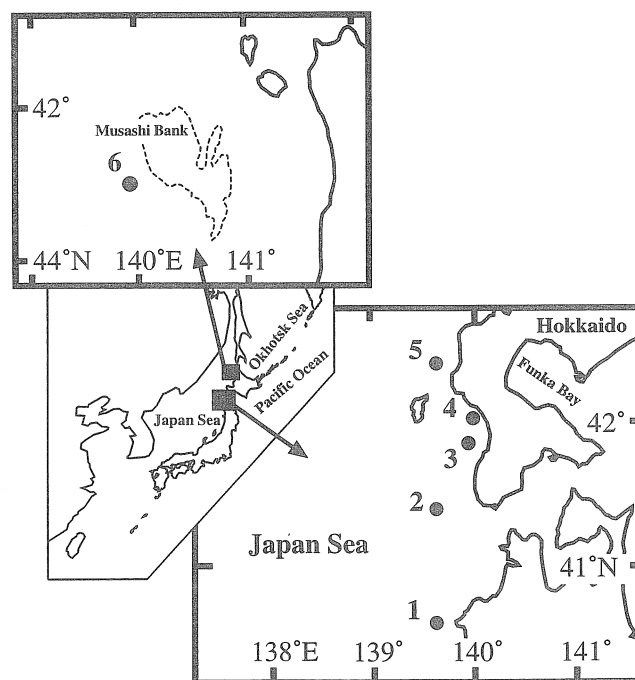 42°
Musashi Bank
6
44°N 140°E 141°
Okhotsk Sea
Pacific Ocean
Japan Sea
Hokkaido
5
Funka Bay
4
42°
3
2
Japan Sea
41°N
1
138°E 139° 140° 141°